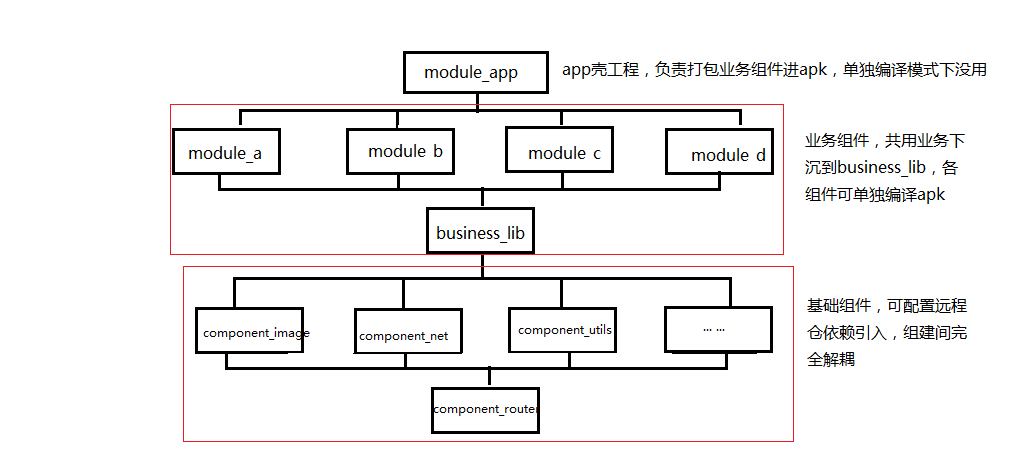 module_app
app壳工程，负责打包业务组件进apk，单独编译模式下没用
module_a
module b
module c
module d
业务组件，共用业务下
沉到business_lib，各
组件可单独编译apk
business_lib
component_image
component_net
component_utils
... ...
基础组件，可配置远程
仓依赖引入，组建间完
全解耦
component_router